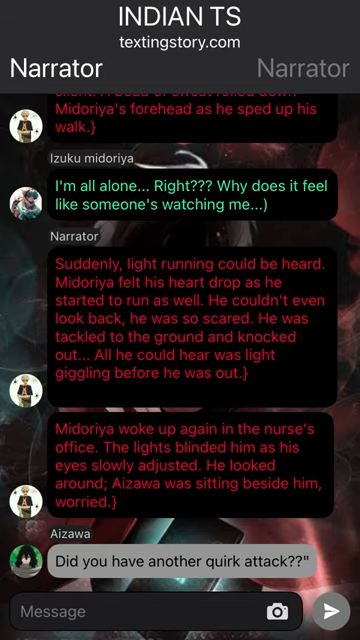 INDIAN TS
textingstory.com
Narrator
Narrator
Midoriya's forehead as he sped up his
walk.}
Izuku midoriya
I'm all alone... Right??? Why does it feel
like someone's watching me...)
Narrator
Suddenly, light running could be heard.
Midoriya felt his heart drop as he
started to run as well. He couldn't even
look back, he was so scared. He was
tackled to the ground and knocked
out... All he could hear was light
giggling before he was out.}
Midoriya woke up again in the nurse's
office. The lights blinded him as his
eyes slowly adjusted. He looked
around; Aizawa was sitting beside him,
worried.}
Aizawa
Did you have another quirk attack??"
Message